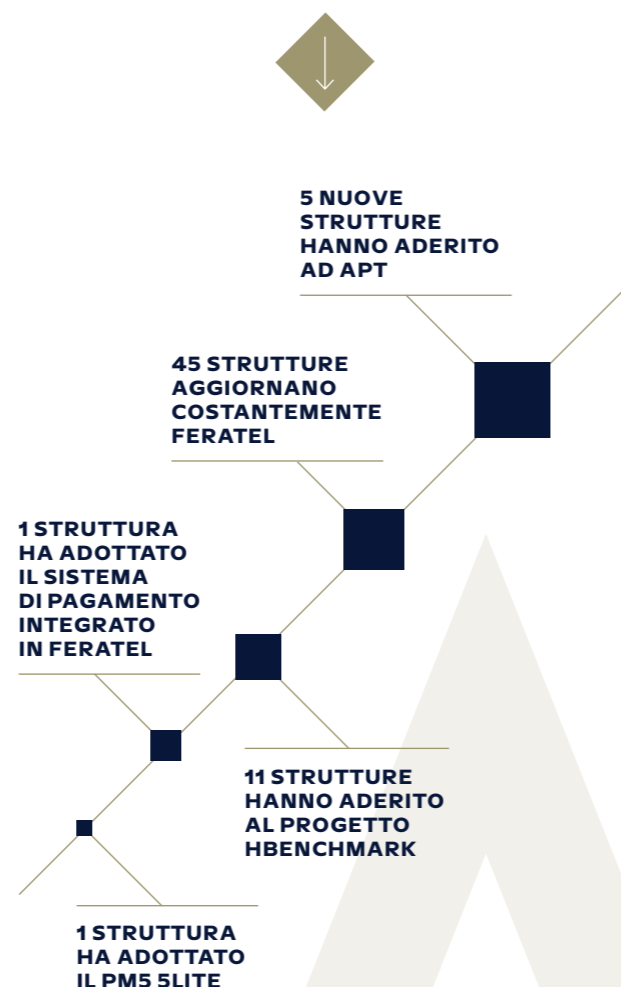 5 NUOVE
STRUTTURE
HANNO ADERITO
AD APT
45 STRUTTURE
AGGIORNANO
COSTANTEMENTE
FERATEL
1 STRUTTURA
HA ADOTTATO
IL SISTEMA
DI PAGAMENTO
INTEGRATO
IN FERATEL
11 STRUTTURE
HANNO ADERITO
AL PROGETTO
HBENCHMARK
1 STRUTTURA
HA ADOTTATO
IL PM5 5LITE